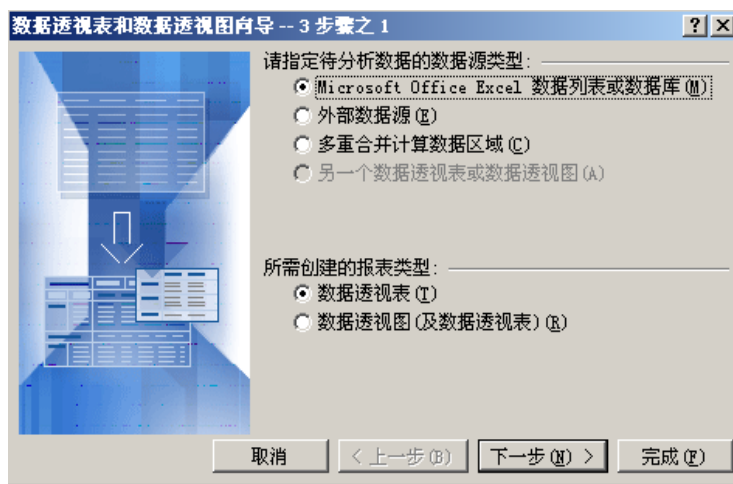 数据透视表和数据透视图向导 -- 3 步骤之 1
请指定待分析数据的数据源类型:
Microsoft Office Excel 数据列表或数据库(M)
外部数据源(E)
多重合并计算数据区域(C)
另一个数据透视表或数据透视图(A)
所需创建的报表类型:
数据透视表(T)
数据透视图(及数据透视表)(R)
取消 < 上一步(B) 下一步(N) > 完成(F)